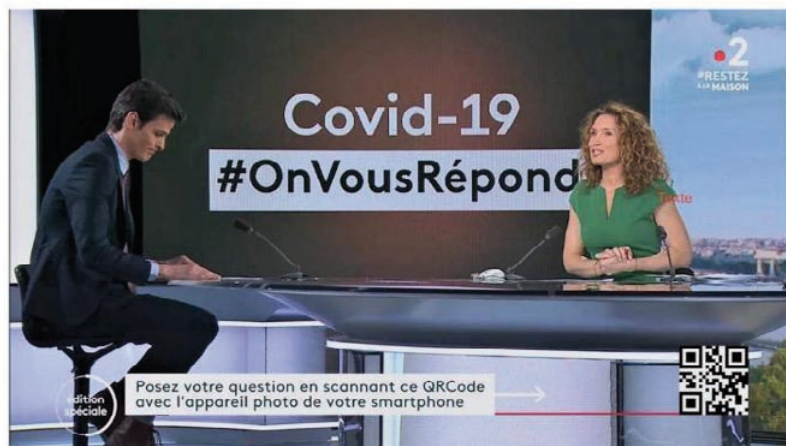 2
#RESTEZ
À LA MAISON
Covid-19
#OnVousRépond
Texte
édition
spéciale
Posez votre question en scannant ce QRCode
avec l'appareil photo de votre smartphone